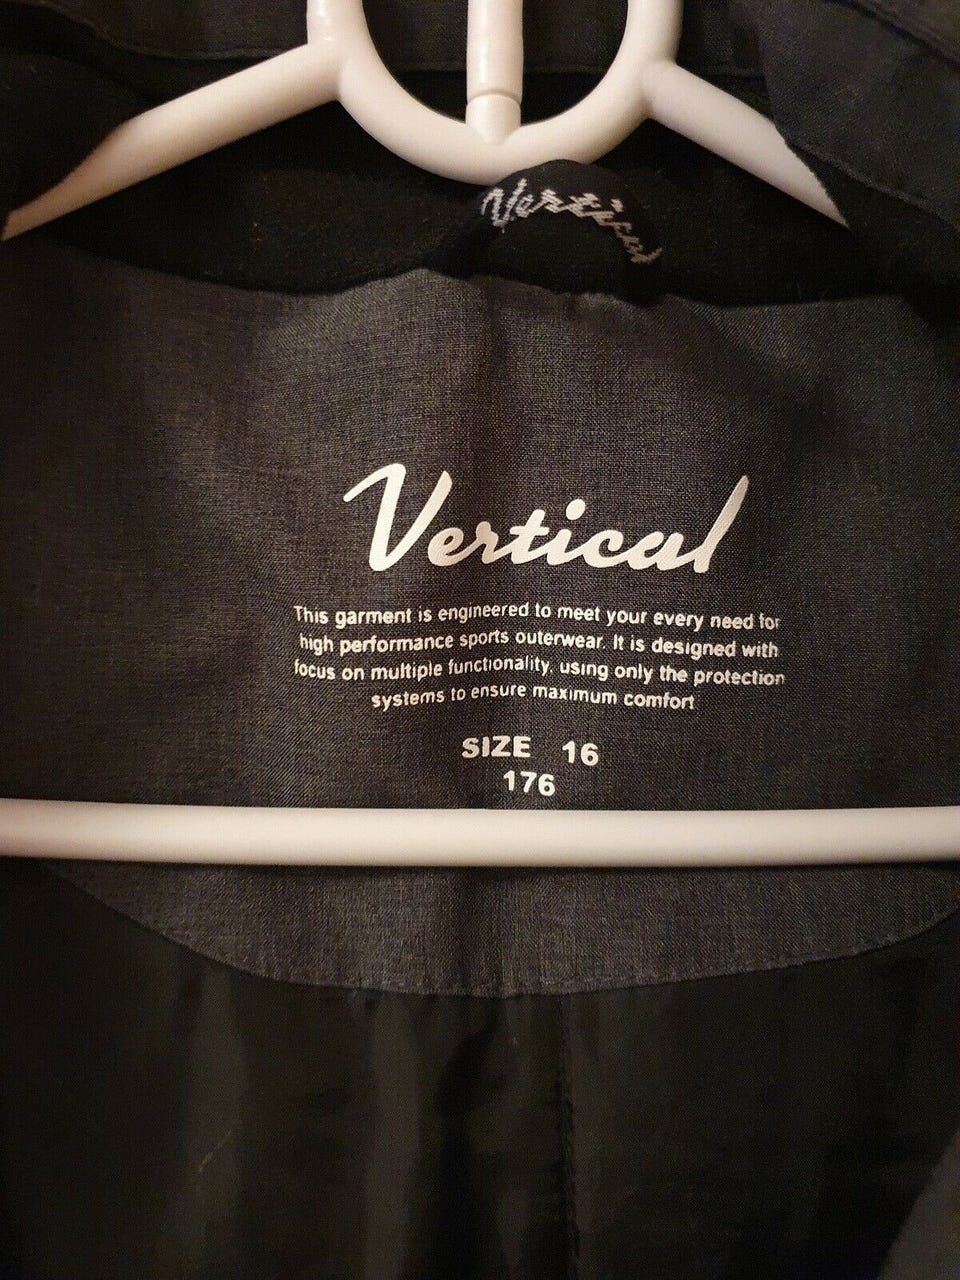 Vertical
Vertical
This garment is engineered to meet your every need for
high performance sports outerwear. It is designed with
focus on multiple functionality, using only the protection
systems to ensure maximum comfort
SIZE 16
176